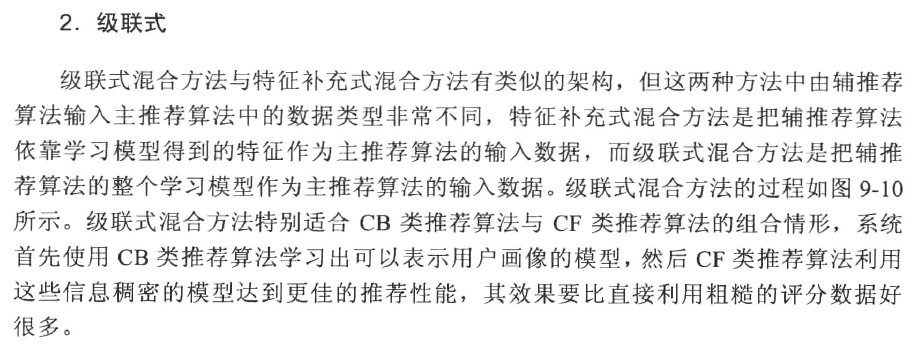 2. 级联式
级联式混合方法与特征补充式混合方法有类似的架构，但这两种方法中由辅推荐
算法输入主推荐算法中的数据类型非常不同，特征补充式混合方法是把辅推荐算法
依靠学习模型得到的特征作为主推荐算法的输入数据，而级联式混合方法是把辅推
荐算法的整个学习模型作为主推荐算法的输入数据。级联式混合方法的过程如图 9-10
所示。级联式混合方法特别适合 CB 类推荐算法与 CF 类推荐算法的组合情形，系统
首先使用 CB 类推荐算法学习出可以表示用户画像的模型，然后 CF 类推荐算法利用
这些信息稠密的模型达到更佳的推荐性能，其效果要比直接利用粗糙的评分数据好
很多。